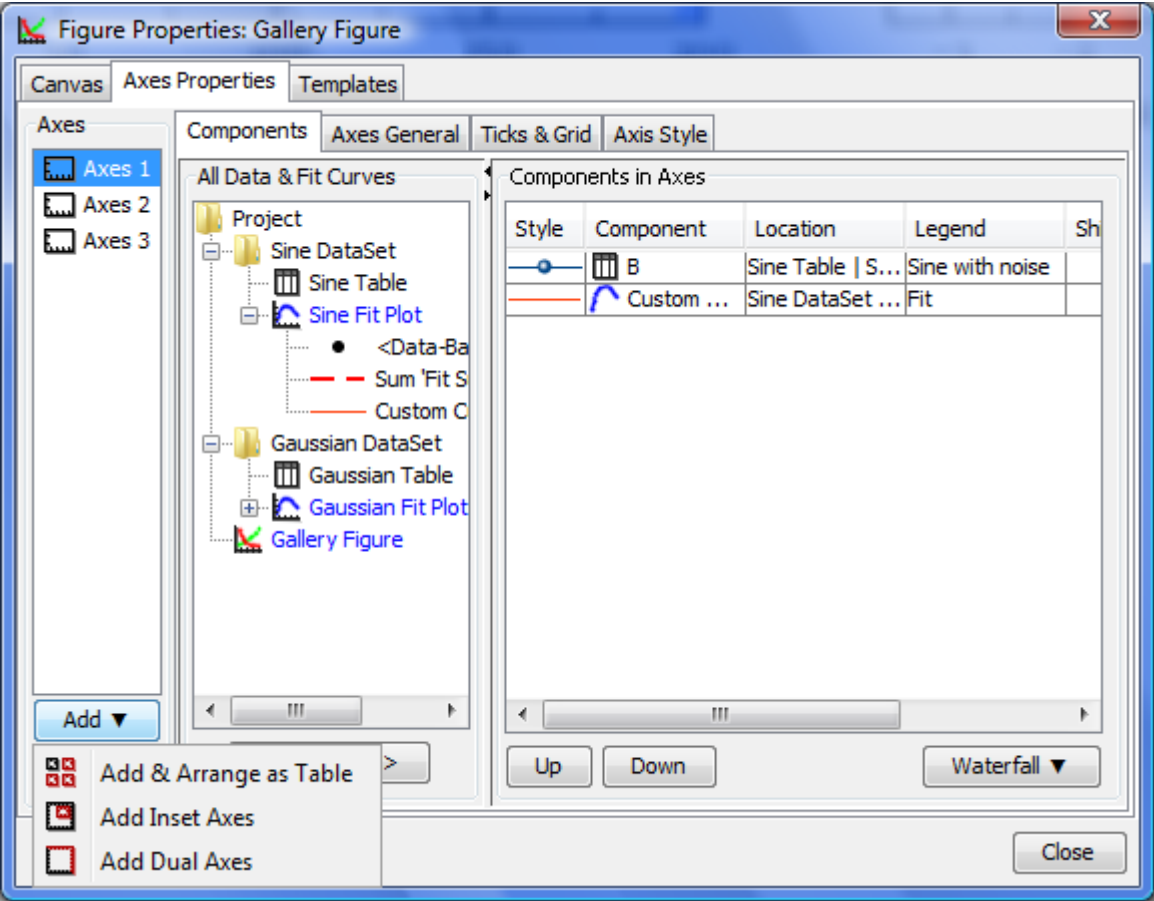 Figure Properties: Gallery Figure
Canvas Axes Properties Templates
Axes
Axes 1
Axes 2
Axes 3
Add ▼
Add & Arrange as Table
Add Inset Axes
Add Dual Axes
Components Axes General Ticks & Grid Axis Style
All Data & Fit Curves
Project
Sine DataSet
Sine Table
Sine Fit Plot
<Data-Ba
Sum 'Fit S
Custom C
Gaussian DataSet
Gaussian Table
Gaussian Fit Plot
Gallery Figure
>
Components in Axes
Style Component Location Legend Shi
B Sine Table | S... Sine with noise
Custom ... Sine DataSet ... Fit
Up Down Waterfall ▼
Close